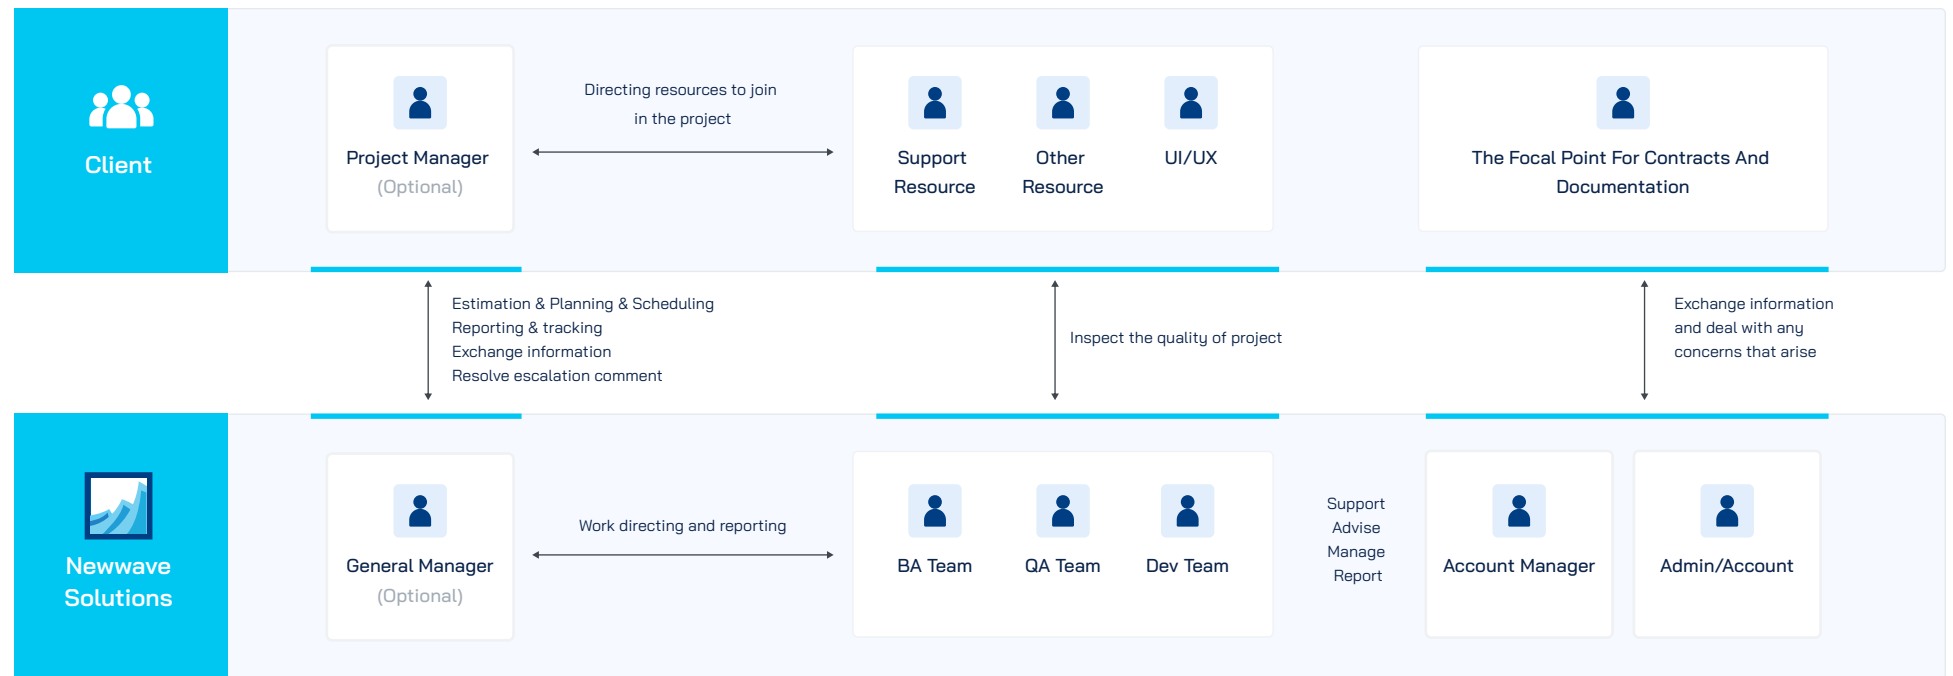 Client
Project Manager
(Optional)
Directing resources to join
in the project
Support
Resource
Other
Resource
UI/UX
The Focal Point For Contracts And
Documentation
Estimation & Planning & Scheduling
Reporting & tracking
Exchange information
Resolve escalation comment
Inspect the quality of project
Exchange information
and deal with any
concerns that arise
Newwave
Solutions
General Manager
(Optional)
Work directing and reporting
BA Team
QA Team
Dev Team
Support
Advise
Manage
Report
Account Manager
Admin/Account